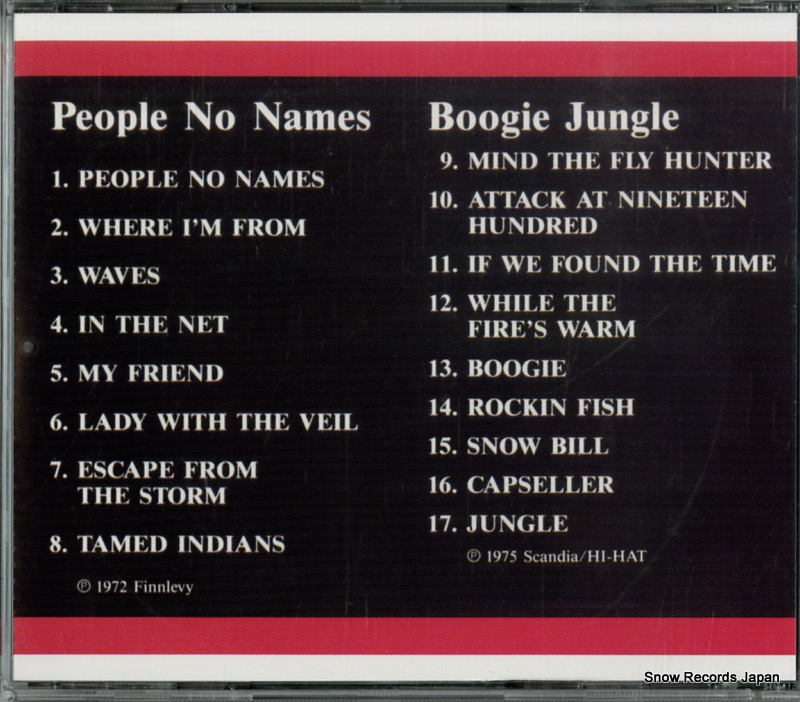 People No Names
1. PEOPLE NO NAMES
2. WHERE I'M FROM
3. WAVES
4. IN THE NET
5. MY FRIEND
6. LADY WITH THE VEIL
7. ESCAPE FROM
THE STORM
8. TAMED INDIANS
℗ 1972 Finnlevy
Boogie Jungle
9. MIND THE FLY HUNTER
10. ATTACK AT NINETEEN
HUNDRED
11. IF WE FOUND THE TIME
12. WHILE THE
FIRE'S WARM
13. BOOGIE
14. ROCKIN FISH
15. SNOW BILL
16. CAPSELLER
17. JUNGLE
℗ 1975 Scandia/HI-HAT
Snow Records Japan